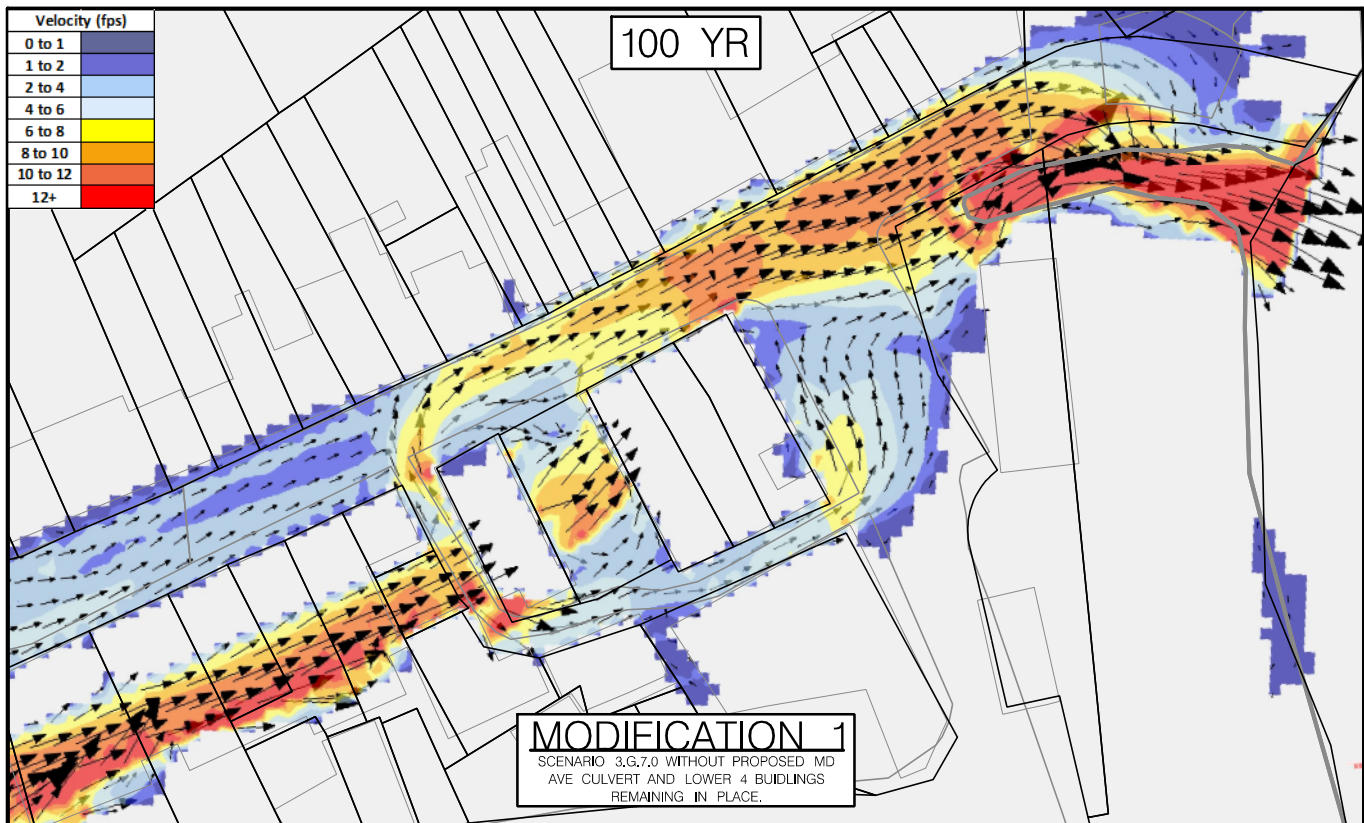 Velocity (fps)
0 to 1
1 to 2
2 to 4
4 to 6
6 to 8
8 to 10
10 to 12
12+
100 YR
MODIFICATION 1
SCENARIO 3.G.7.0 WITHOUT PROPOSED MD
AVE CULVERT AND LOWER 4 BUIDLINGS
REMAINING IN PLACE.